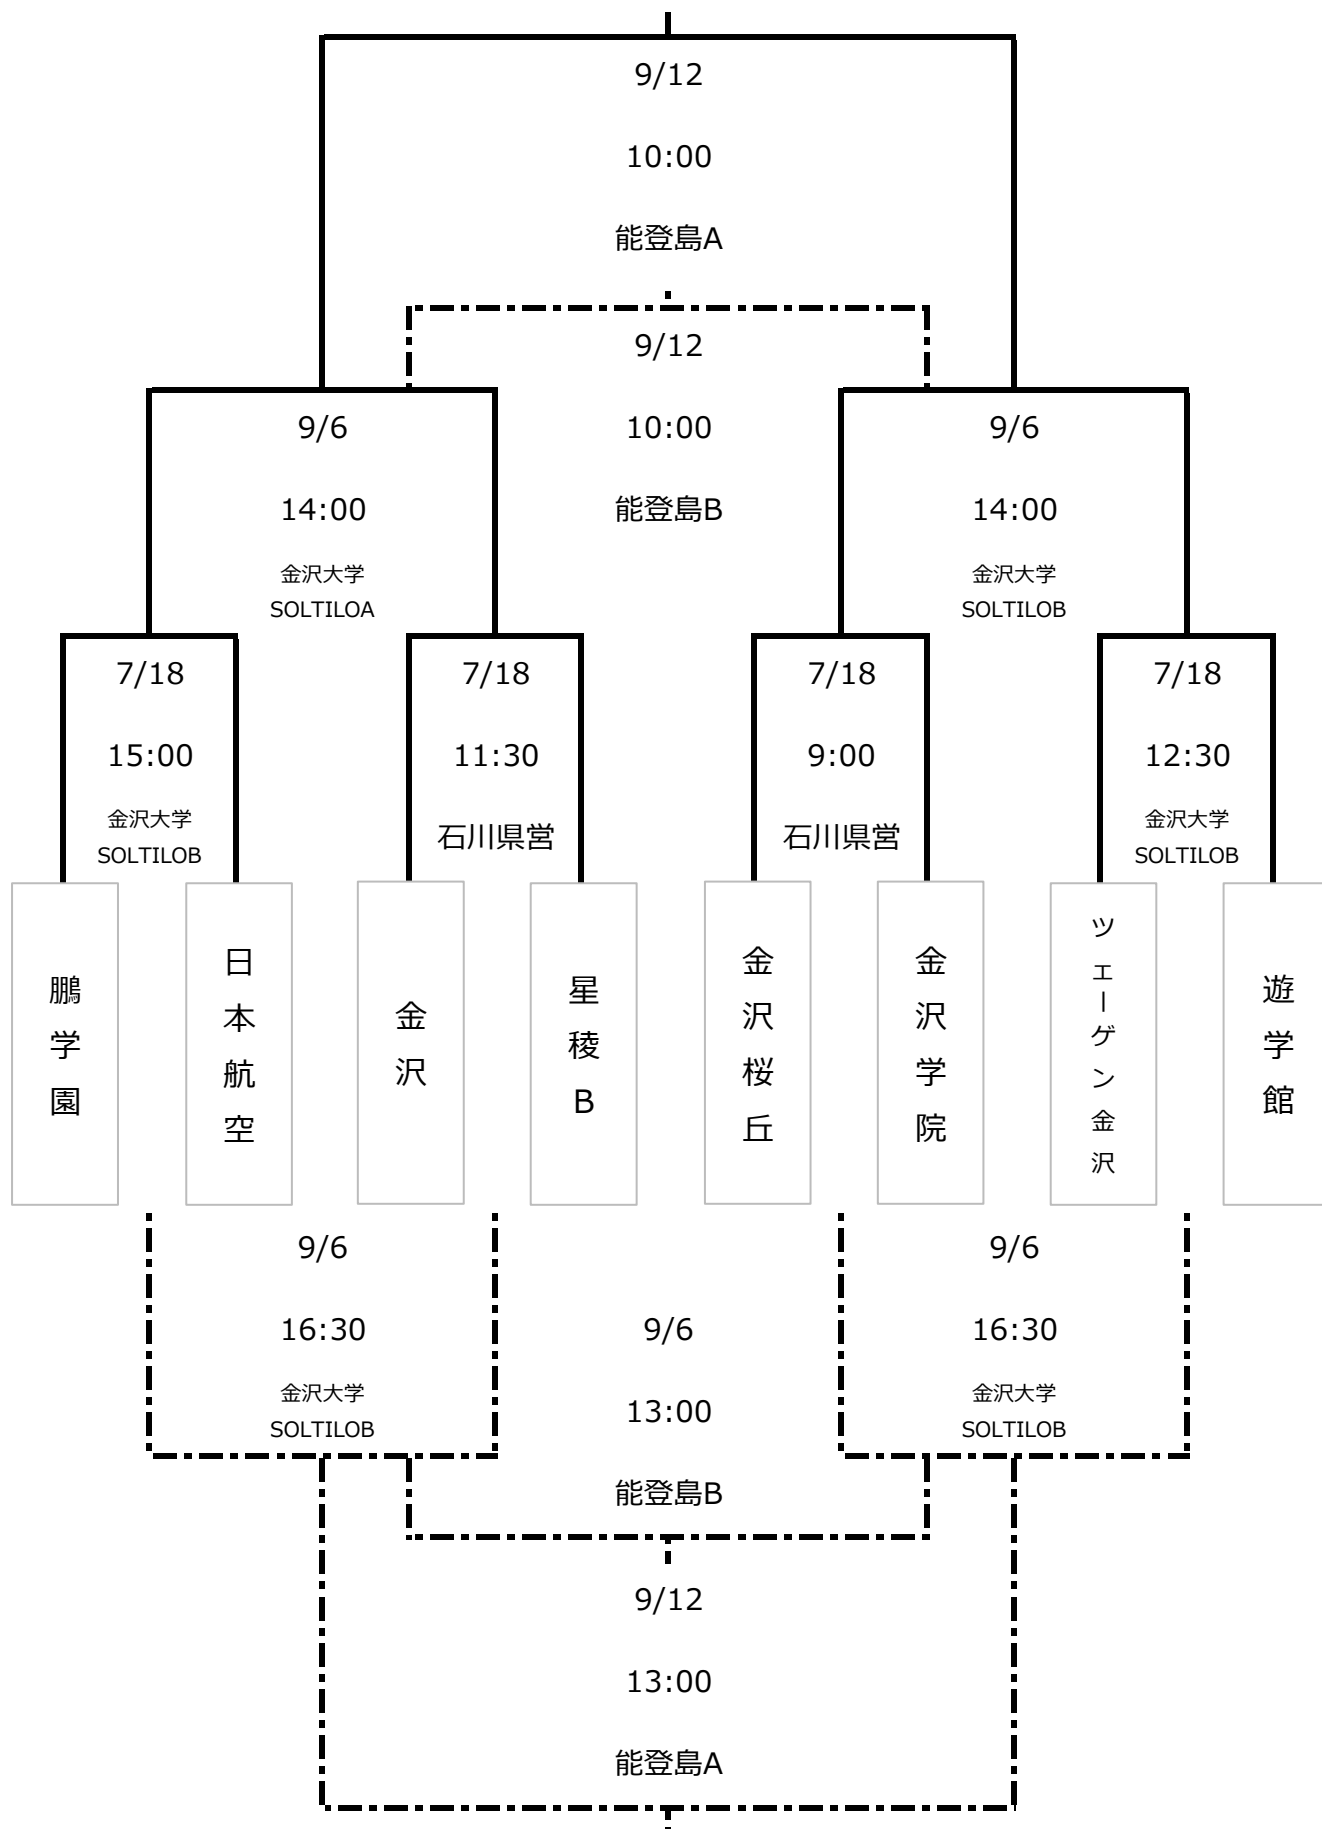 9/12
10:00
能登島A
9/12
10:00
能登島B
9/6
14:00
金沢大学
SOLTILOA
9/6
14:00
金沢大学
SOLTILOB
7/18
15:00
金沢大学
SOLTILOB
7/18
11:30
石川県営
7/18
9:00
石川県営
7/18
12:30
金沢大学
SOLTILOB
鵬学園
日本航空
金沢
星稜B
金沢桜丘
金沢学院
ツエーゲン金沢
遊学館
9/6
16:30
金沢大学
SOLTILOB
9/6
13:00
能登島B
9/6
16:30
金沢大学
SOLTILOB
9/12
13:00
能登島A